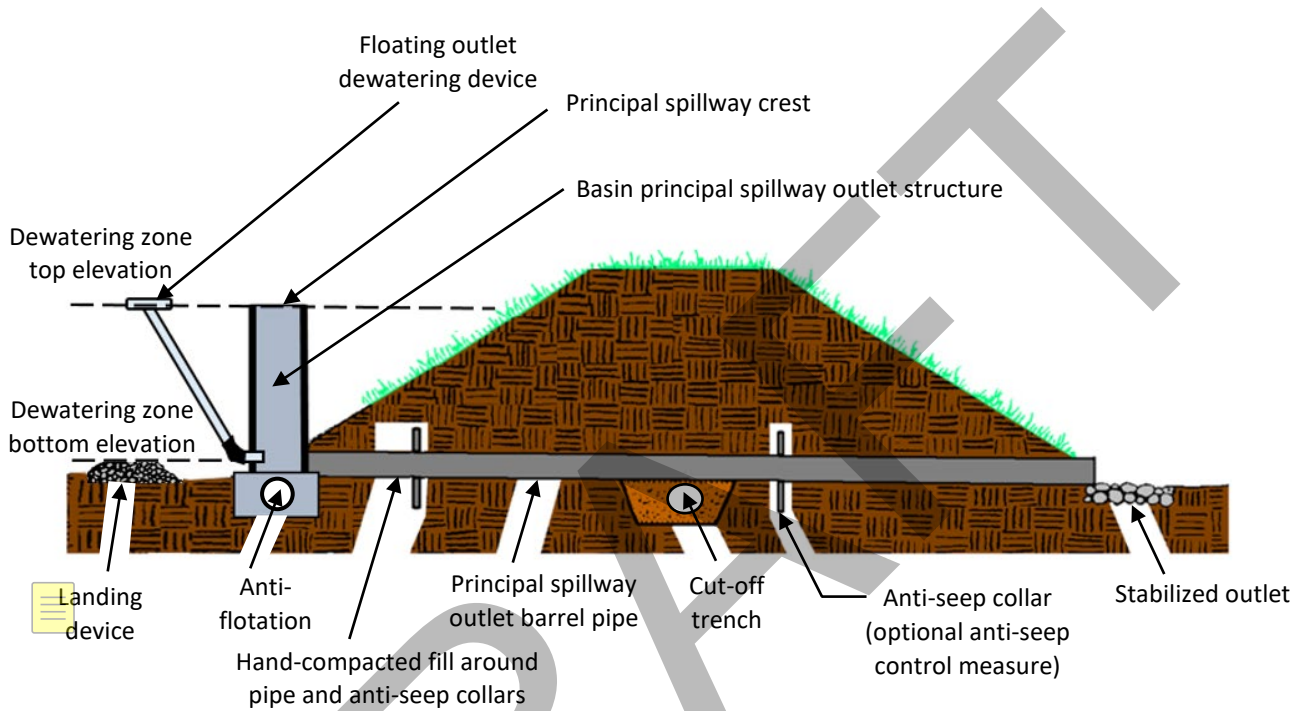 Floating outlet
dewatering device
Principal spillway crest
Basin principal spillway outlet structure
Dewatering zone
top elevation
Dewatering zone
bottom elevation
Landing
device
Anti-
flotation
Hand-compacted fill around
pipe and anti-seep collars
Principal spillway
outlet barrel pipe
Cut-off
trench
Anti-seep collar
(optional anti-seep
control measure)
Stabilized outlet
DRAFT